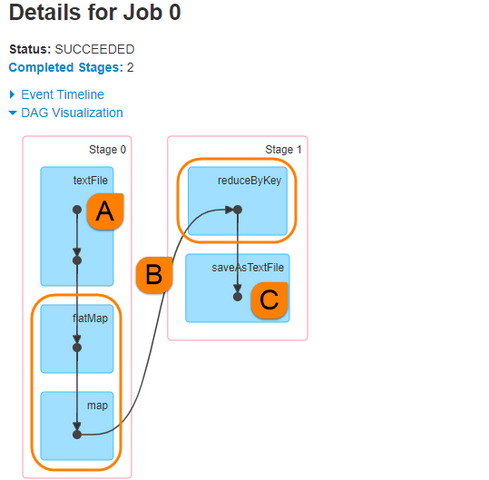 Details for Job 0
Status: SUCCEEDED
Completed Stages: 2
Event Timeline
DAG Visualization
Stage 0
textFile
A
flatMap
map
B
Stage 1
reduceByKey
saveAsTextFile
C